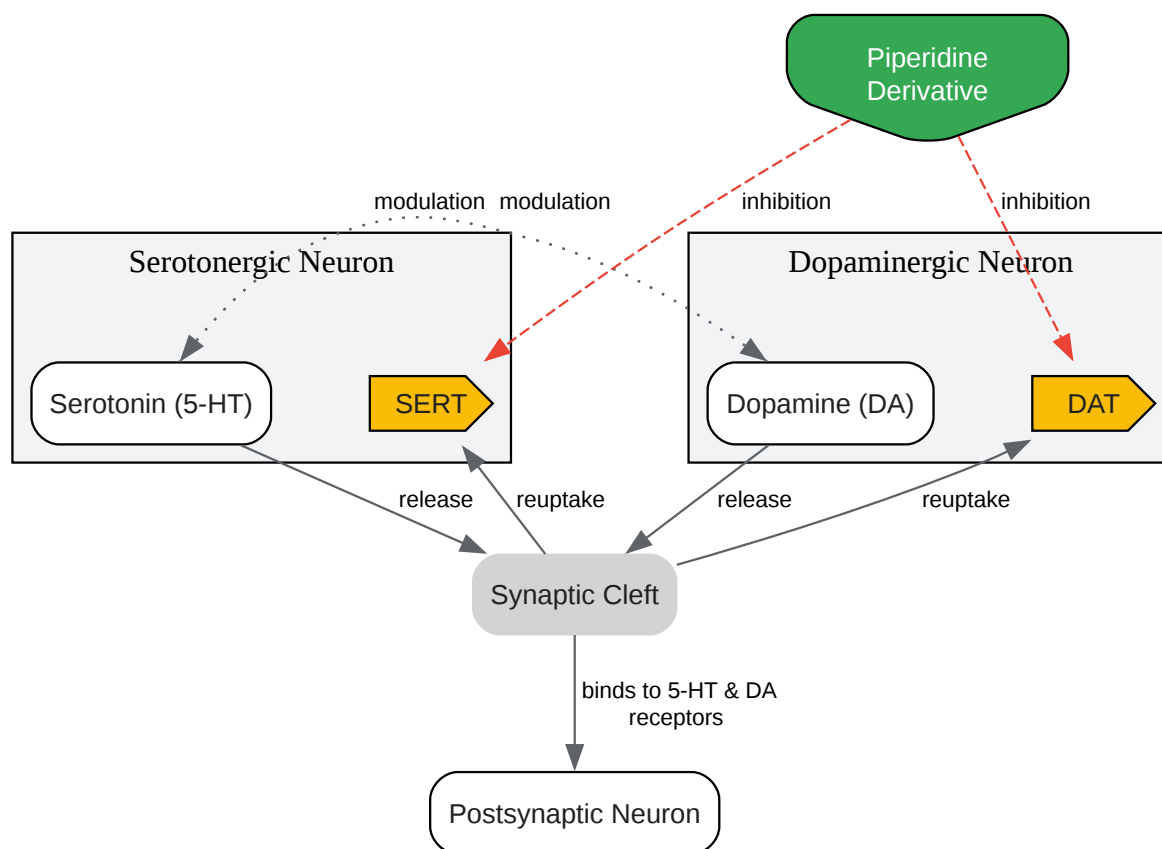 Piperidine
Derivative
modulation
modulation
inhibition
inhibition
Serotonergic Neuron
Dopaminergic Neuron
Serotonin (5-HT)
SERT
Dopamine (DA)
DAT
release
reuptake
release
reuptake
Synaptic Cleft
binds to 5-HT & DA
receptors
Postsynaptic Neuron